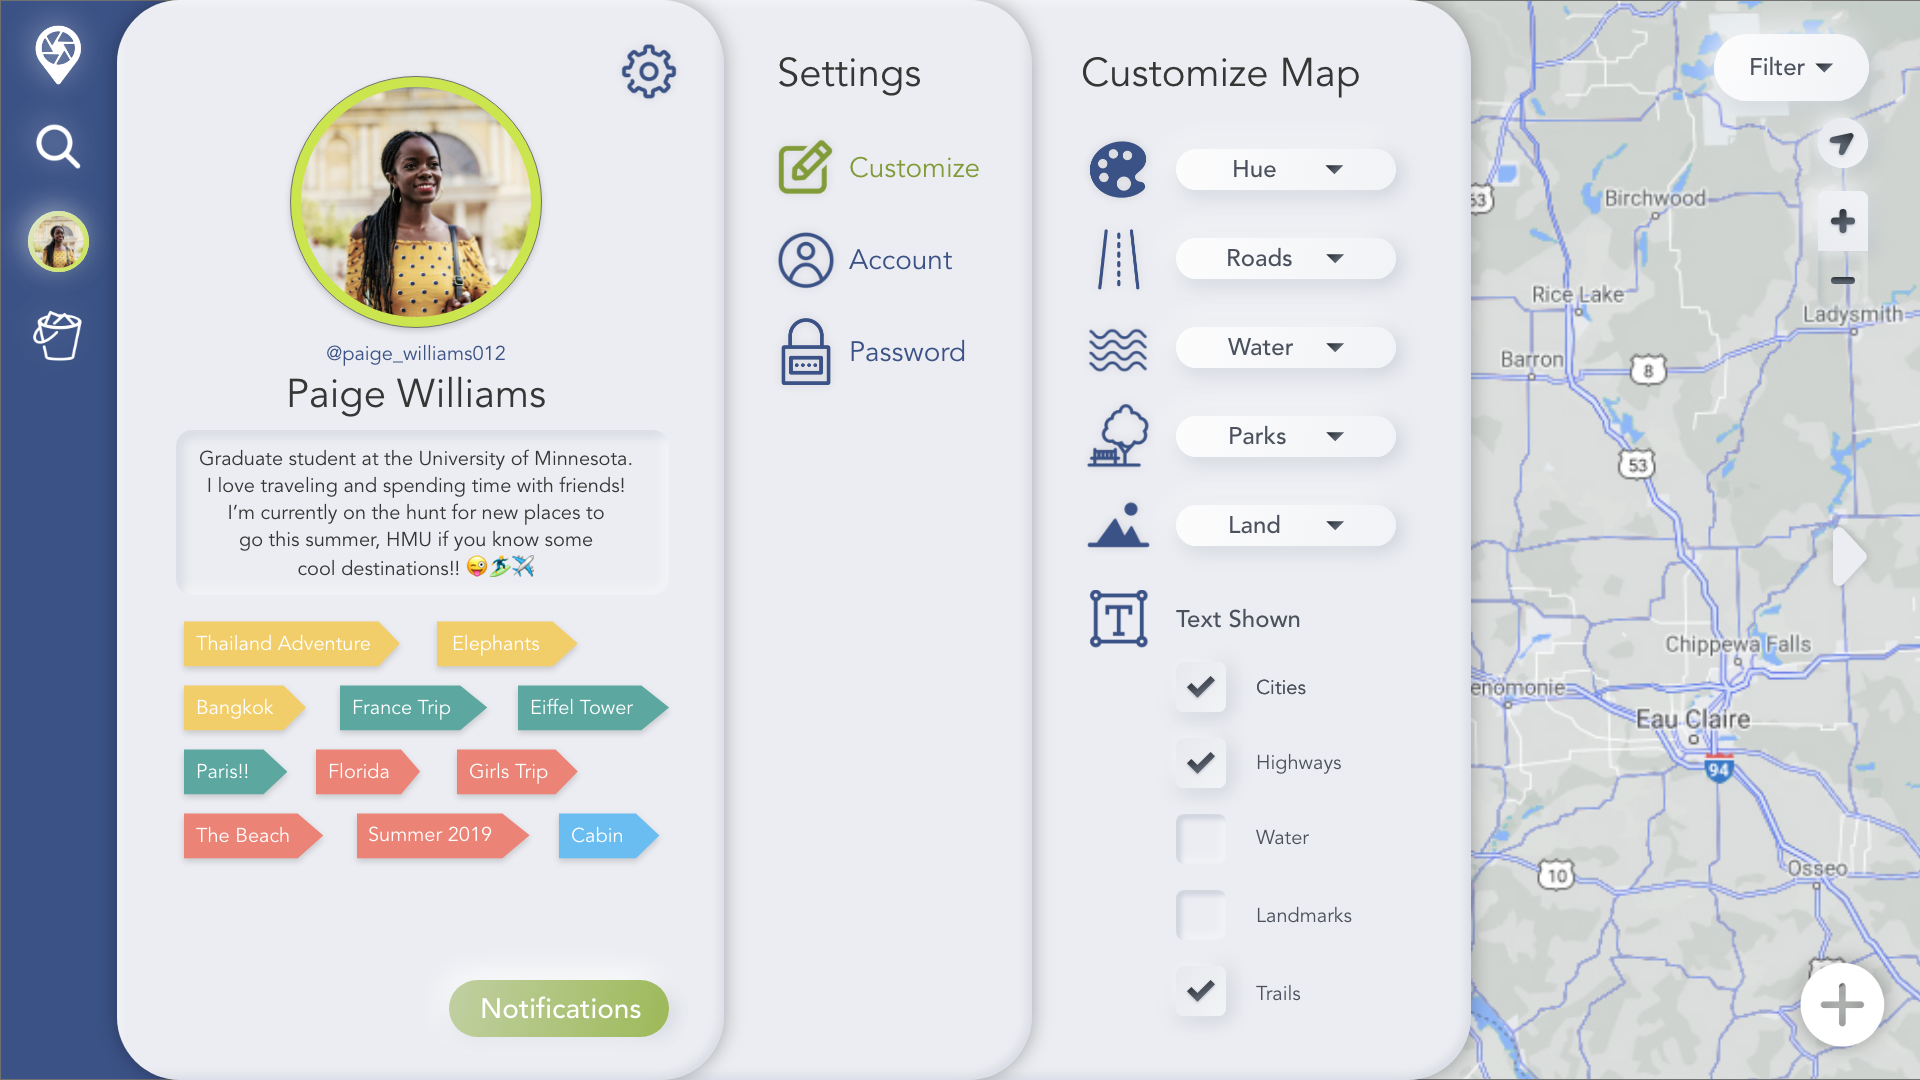 @paige_williams012
Paige Williams
Graduate student at the University of Minnesota.
I love traveling and spending time with friends!
I'm currently on the hunt for new places to
go this summer, HMU if you know some
cool destinations!! 😜🏄✈️
Thailand Adventure
Elephants
Bangkok
France Trip
Eiffel Tower
Paris!!
Florida
Girls Trip
The Beach
Summer 2019
Cabin
Notifications
Settings
Customize
Account
Password
Customize Map
Hue
Roads
Water
Parks
Land
T
Text Shown
Cities
Highways
Water
Landmarks
Trails
Filter
63
Birchwood
Rice Lake
Ladysmith
Barron
8
53
Chippewa Falls
enomonie
Eau Claire
94
10
Osseo